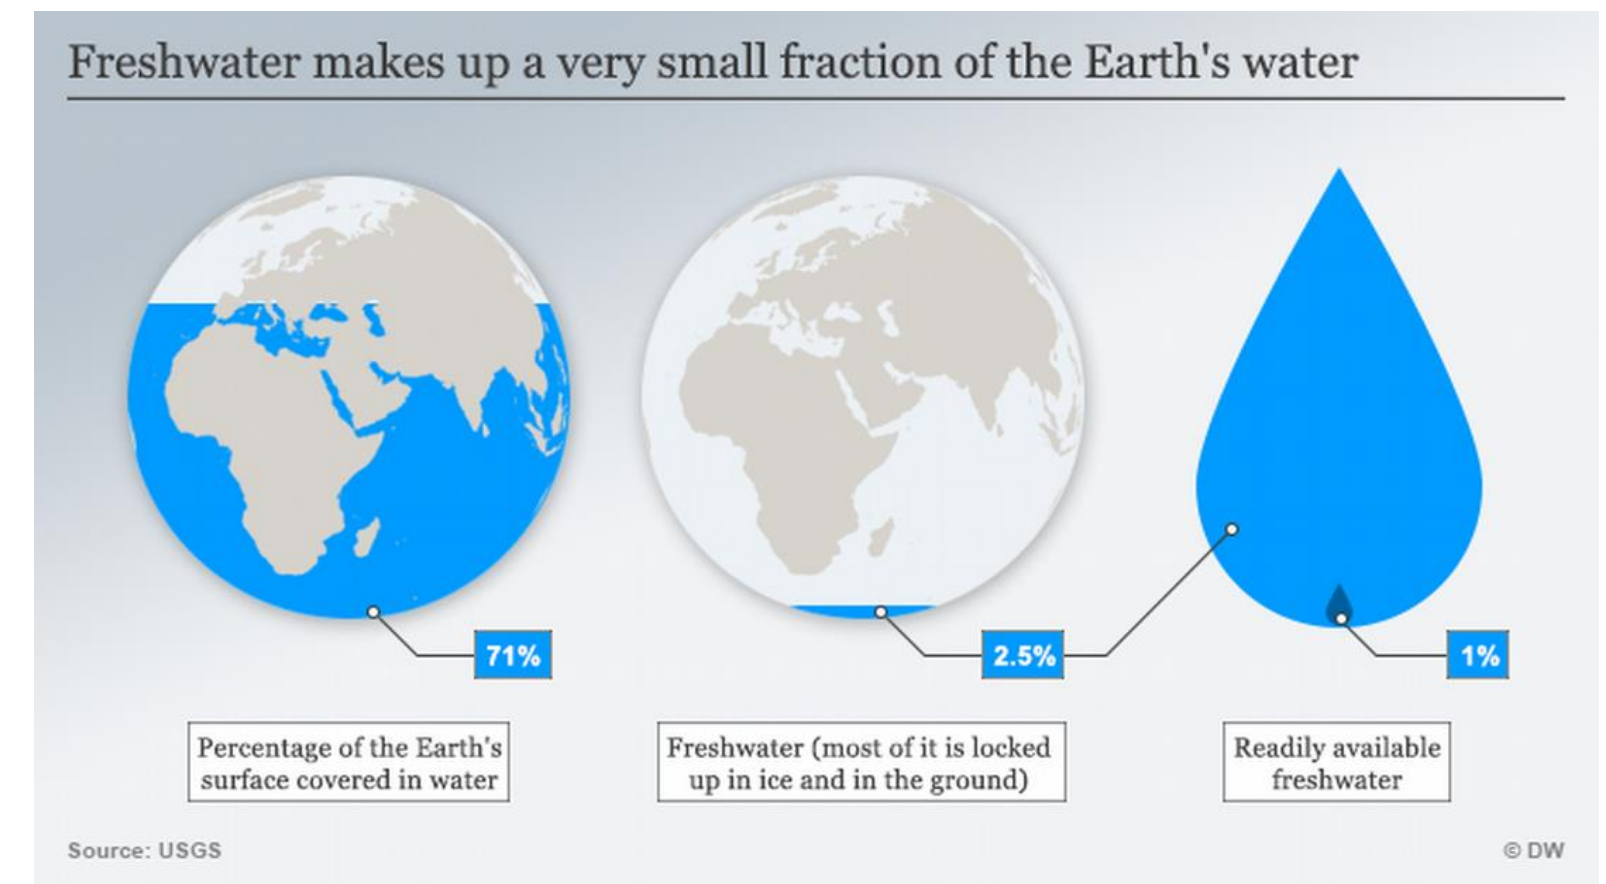 Freshwater makes up a very small fraction of the Earth's water
71%
2.5%
1%
Percentage of the Earth's
surface covered in water
Freshwater (most of it is locked
up in ice and in the ground)
Readily available
freshwater
Source: USGS
© DW